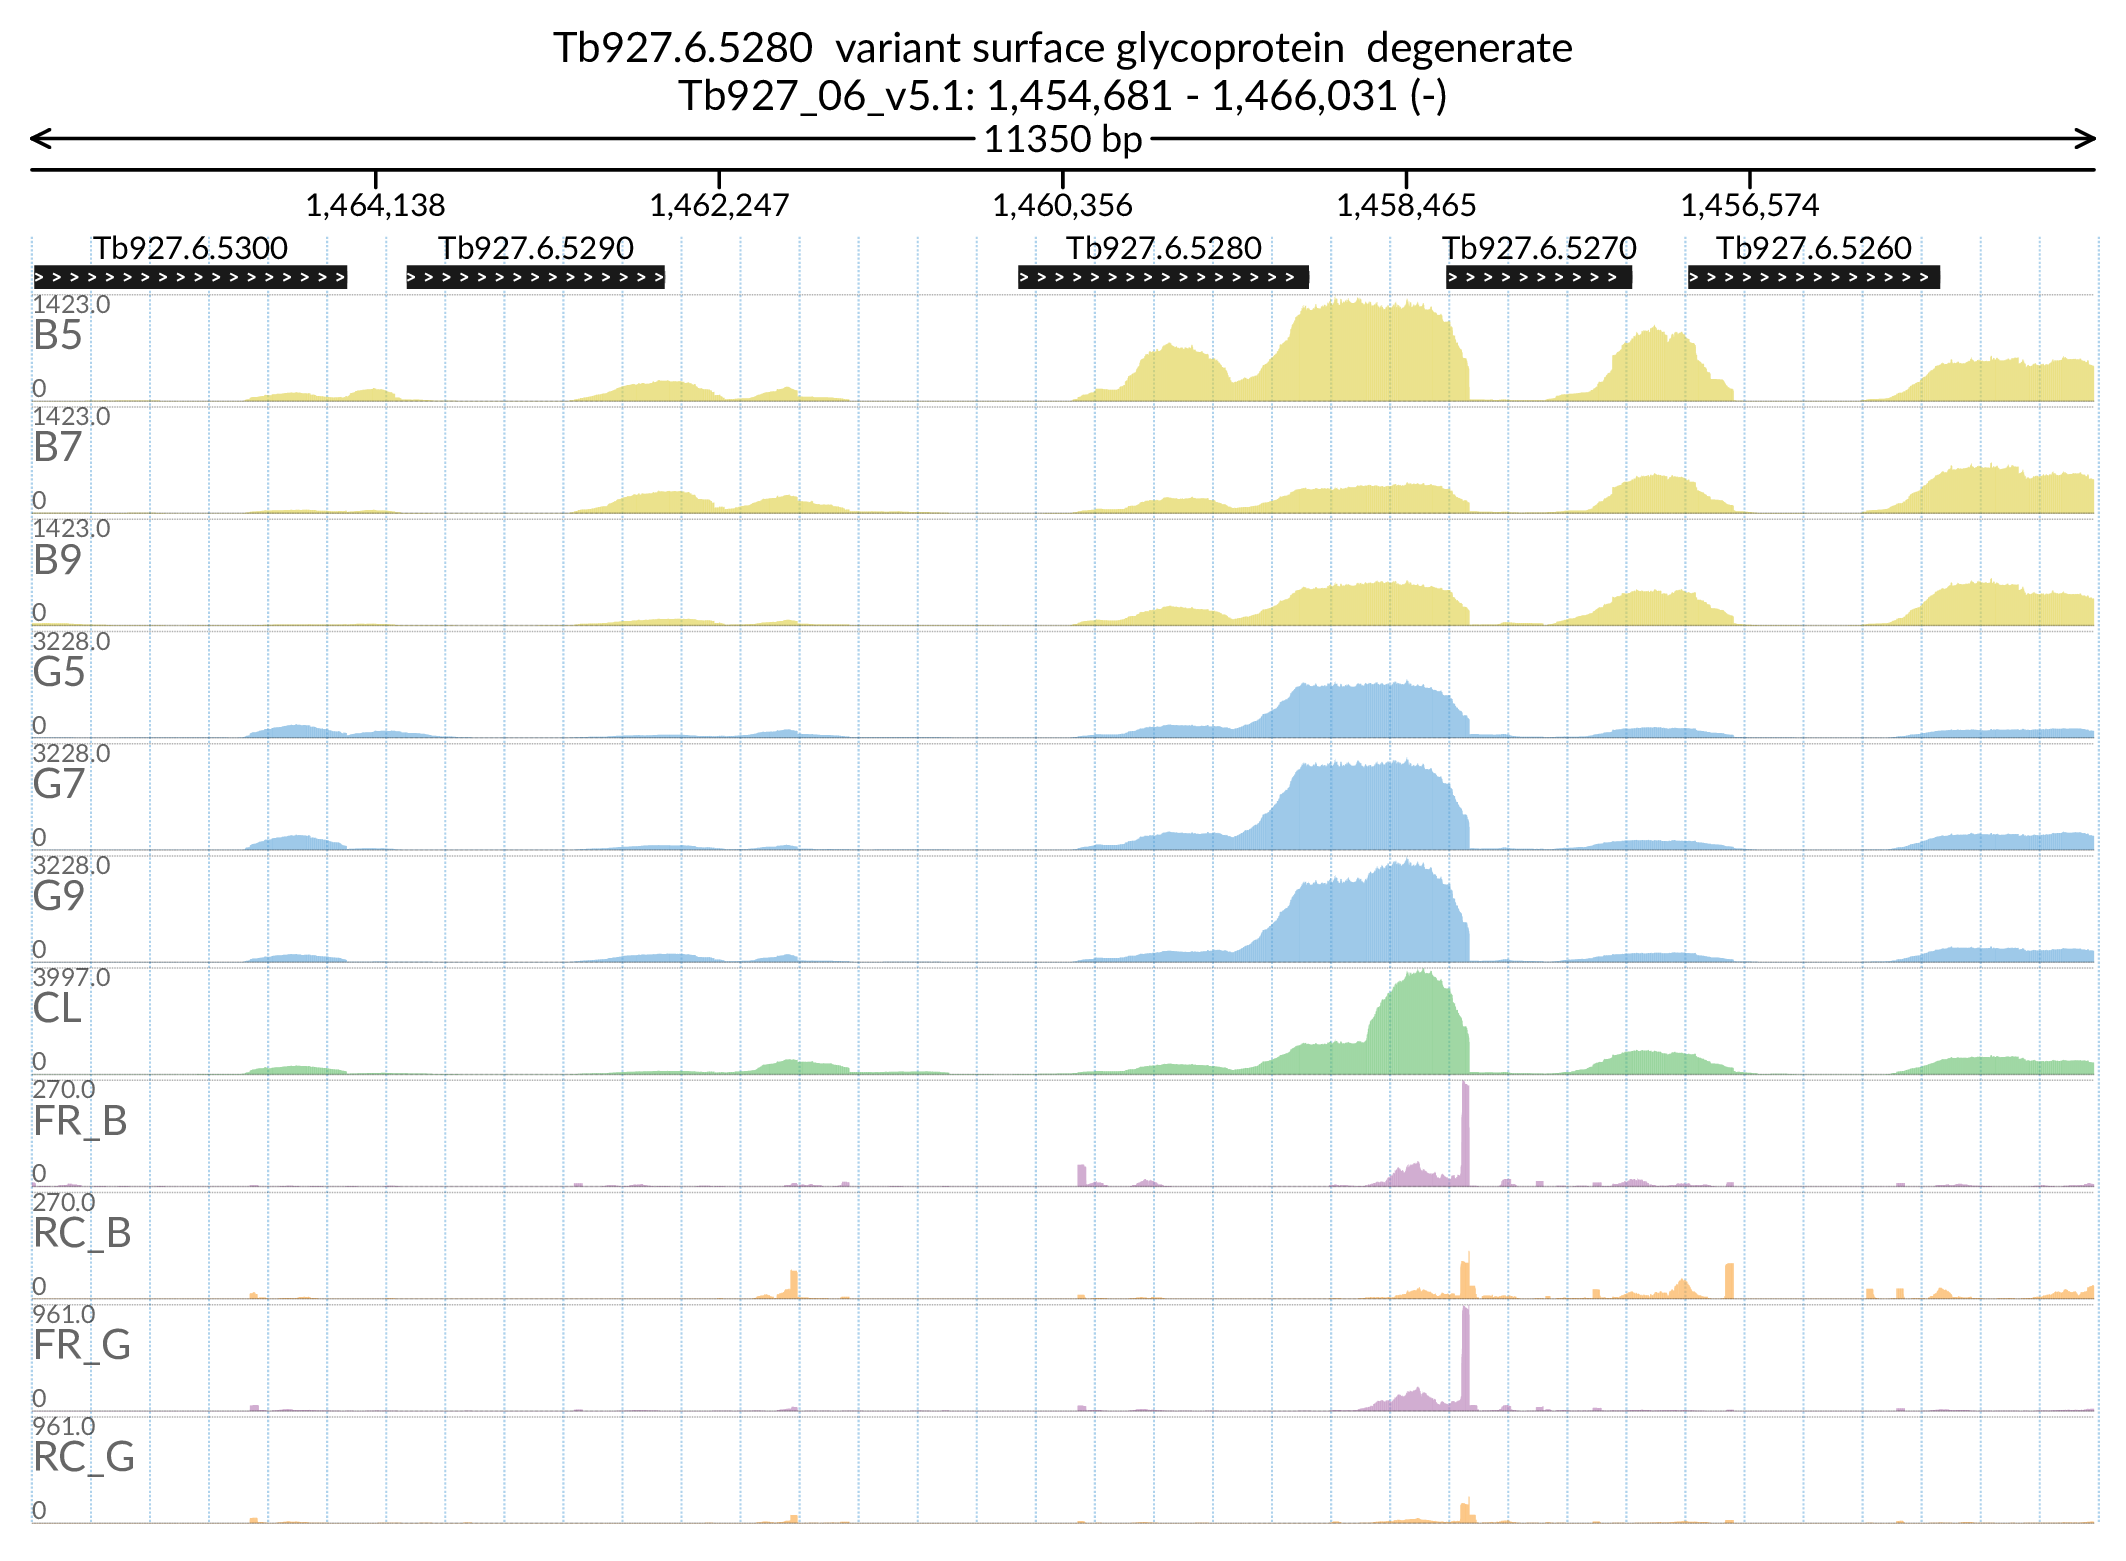 Tb927.6.5280  variant surface glycoprotein  degenerate
Tb927_06_v5.1: 1,454,681 - 1,466,031 (-)
11350 bp
1,464,138 1,462,247 1,460,356 1,458,465 1,456,574
Tb927.6.5300 Tb927.6.5290 Tb927.6.5280 Tb927.6.5270 Tb927.6.5260
1423.0
B5
0
1423.0
B7
0
1423.0
B9
0
3228.0
G5
0
3228.0
G7
0
3228.0
G9
0
3997.0
CL
0
270.0
FR_B
0
270.0
RC_B
0
961.0
FR_G
0
961.0
RC_G
0